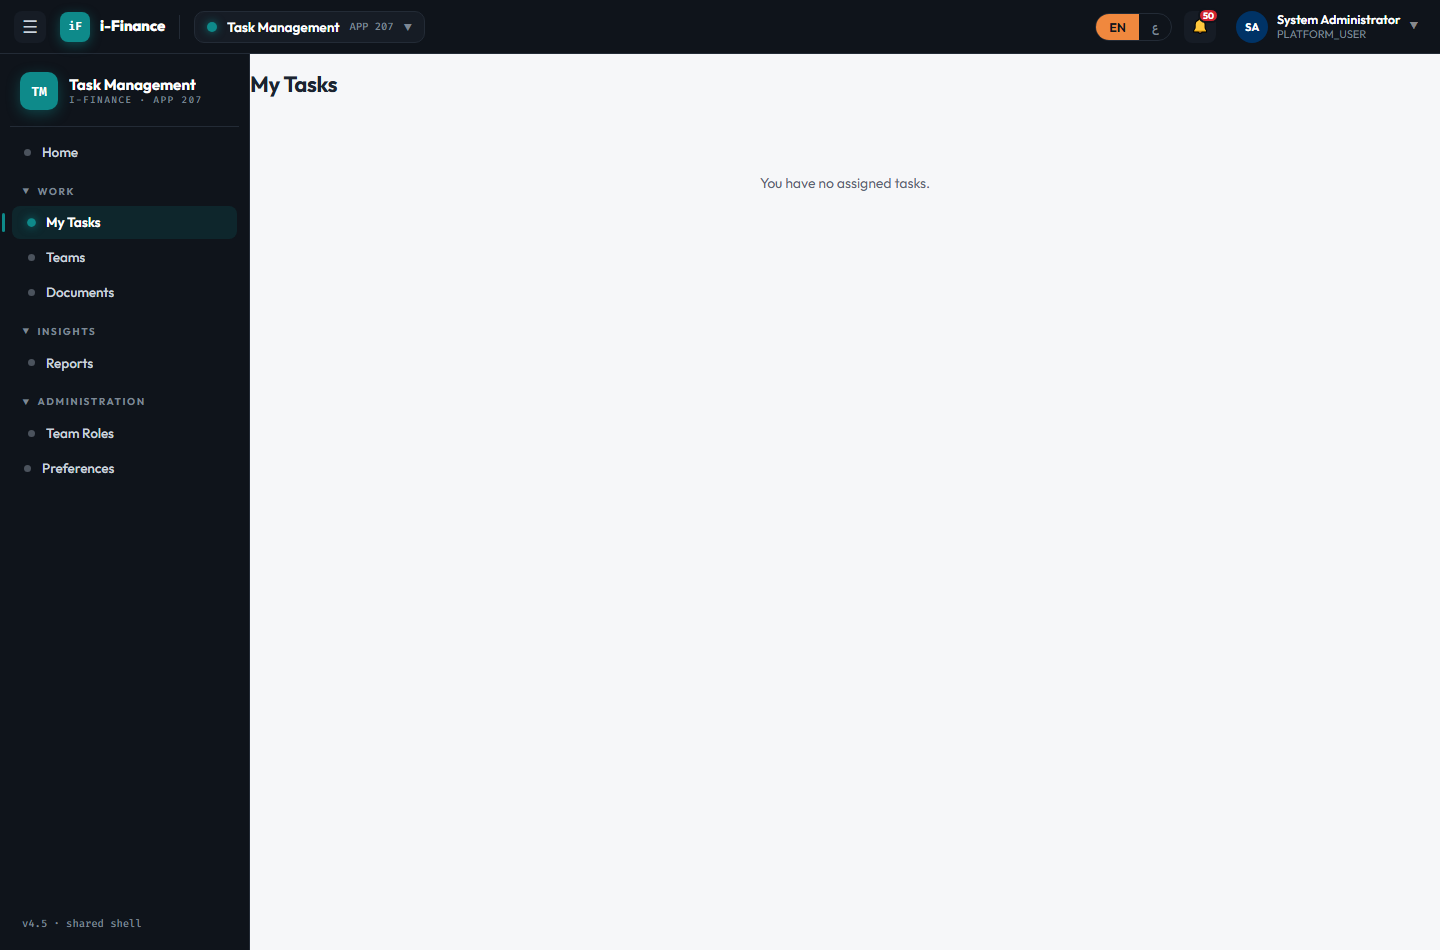 ☰ iF i-Finance Task Management APP 207 ▼ EN ع 50 SA System Administrator ▼
PLATFORM_USER
TM Task Management
I-FINANCE · APP 207
Home
▼ WORK
My Tasks
Teams
Documents
▼ INSIGHTS
Reports
▼ ADMINISTRATION
Team Roles
Preferences
v4.5 · shared shell
My Tasks
You have no assigned tasks.